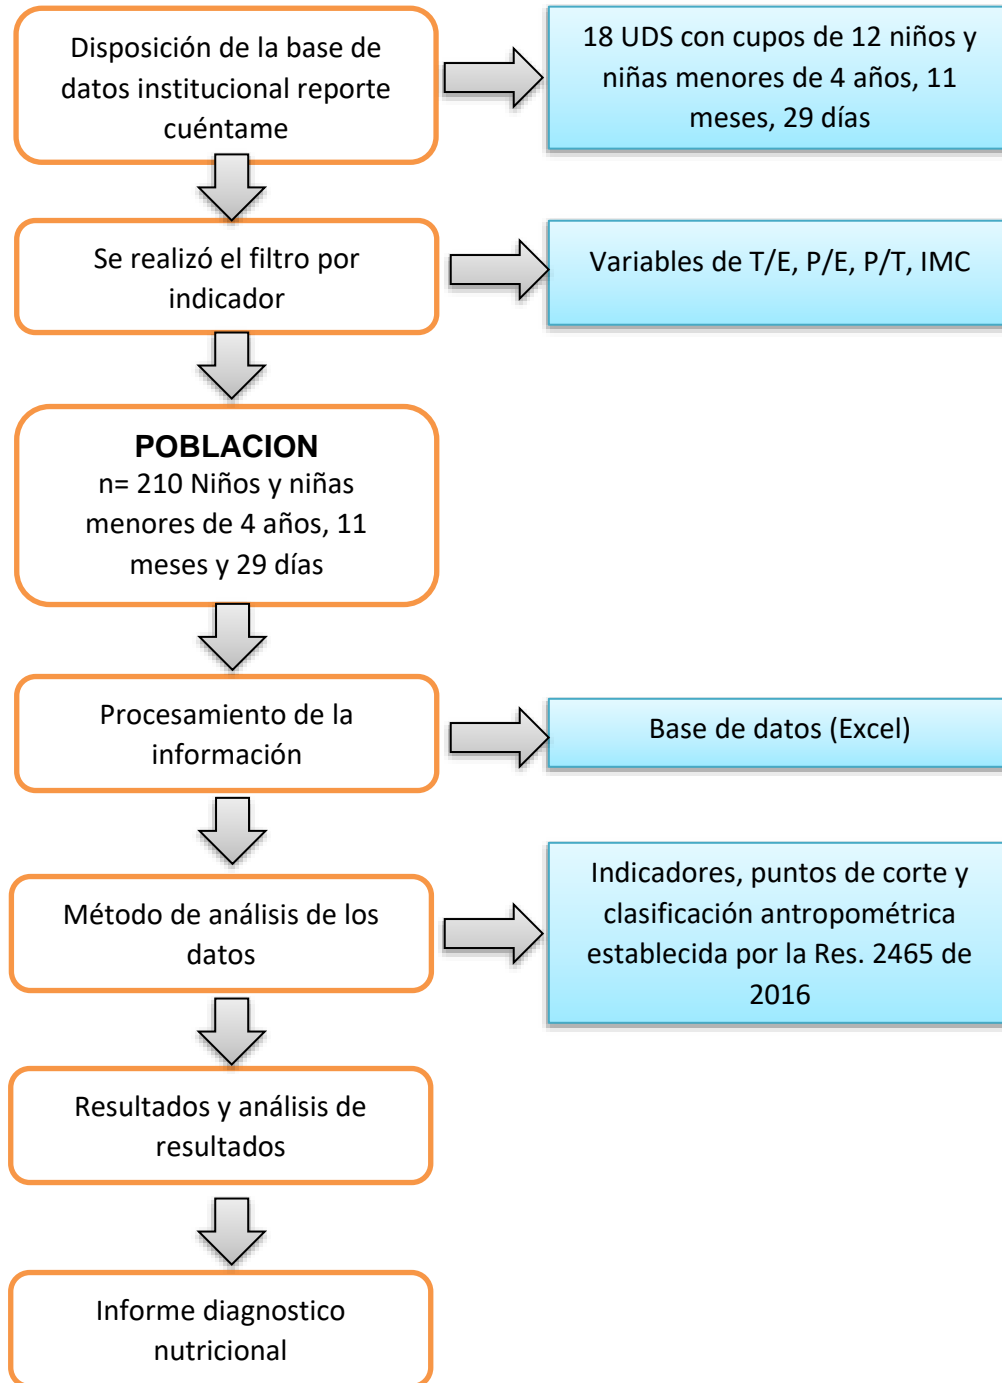 Disposición de la base de
datos institucional reporte
cuéntame
18 UDS con cupos de 12 niños y
niñas menores de 4 años, 11
meses, 29 días
Se realizó el filtro por
indicador
Variables de T/E, P/E, P/T, IMC
POBLACION
n= 210 Niños y niñas
menores de 4 años, 11
meses y 29 días
Procesamiento de la
información
Base de datos (Excel)
Método de análisis de los
datos
Indicadores, puntos de corte y
clasificación antropométrica
establecida por la Res. 2465 de
2016
Resultados y análisis de
resultados
Informe diagnostico
nutricional